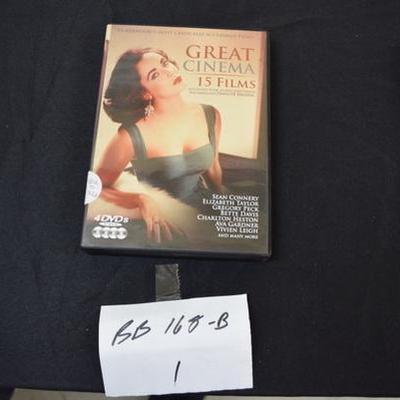 GREAT
CINEMA
15 FILMS
SEAN CONNERY
ELIZABETH TAYLOR
GREGORY PECK
BETTE DAVIS
CHARLTON HESTON
AVA GARDNER
VIVIEN LEIGH
AND MANY MORE
4 DVDs
BB 168-B
1